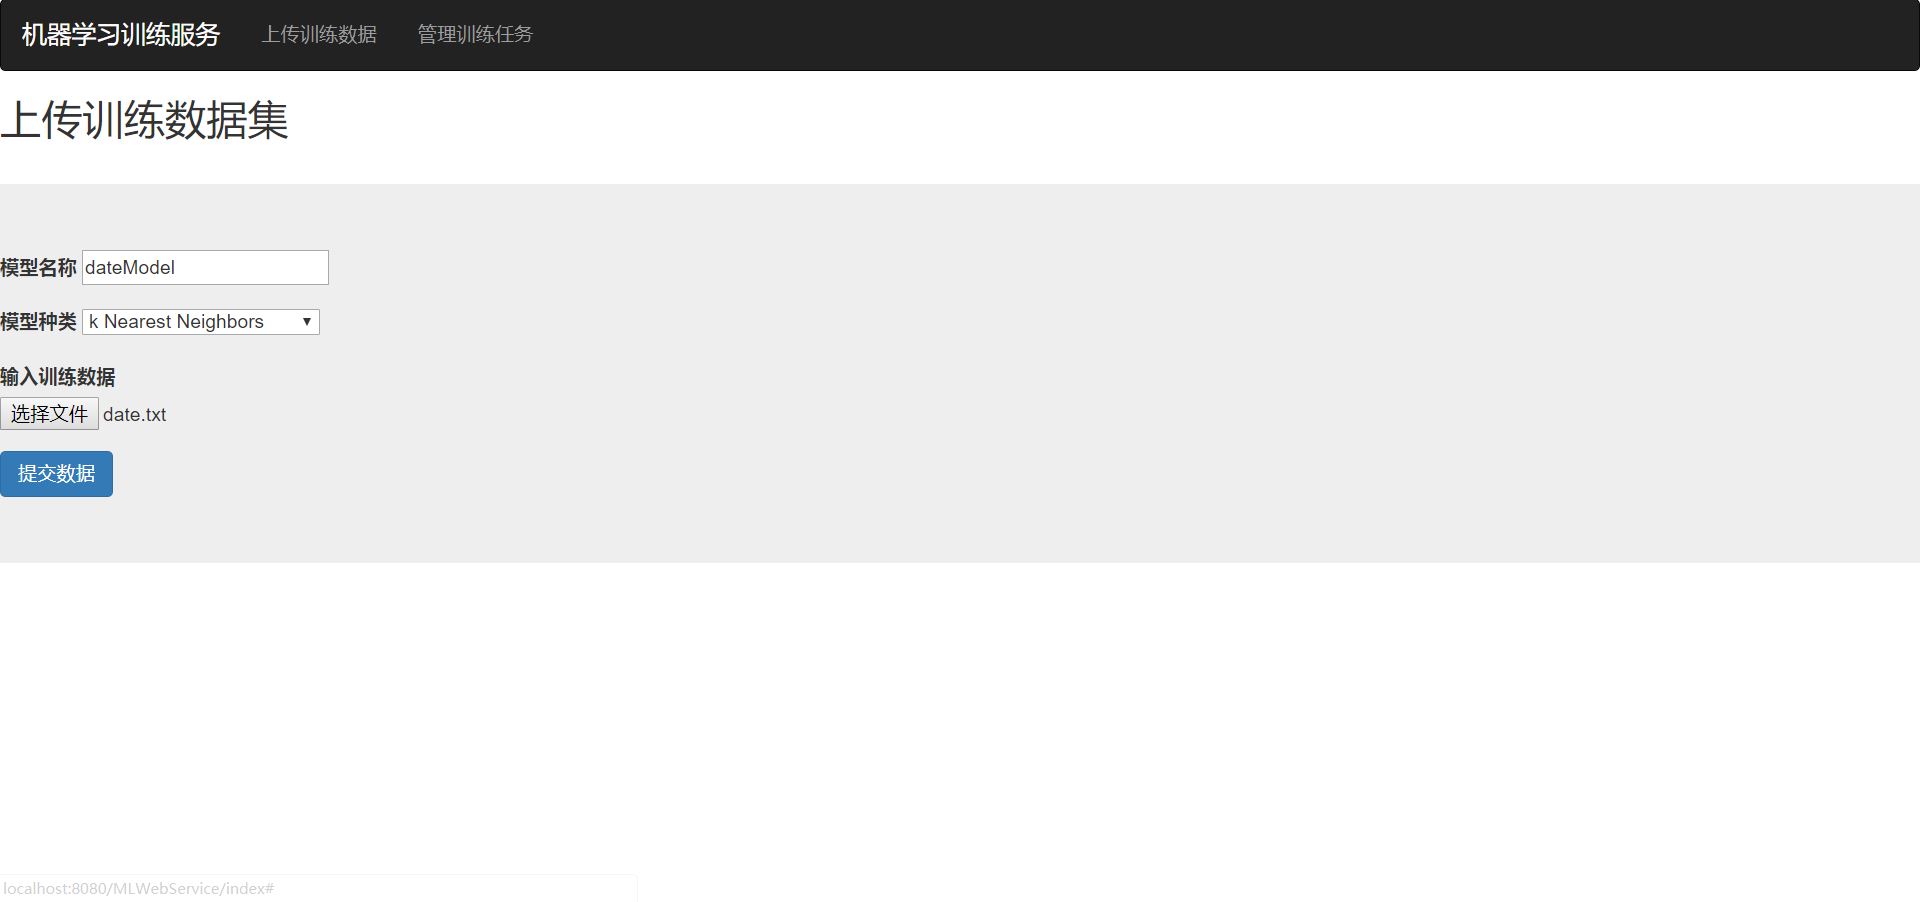 机器学习训练服务 上传训练数据 管理训练任务
上传训练数据集
模型名称 dateModel
模型种类 k Nearest Neighbors
输入训练数据
选择文件 date.txt
提交数据
localhost:8080/MLWebService/index#